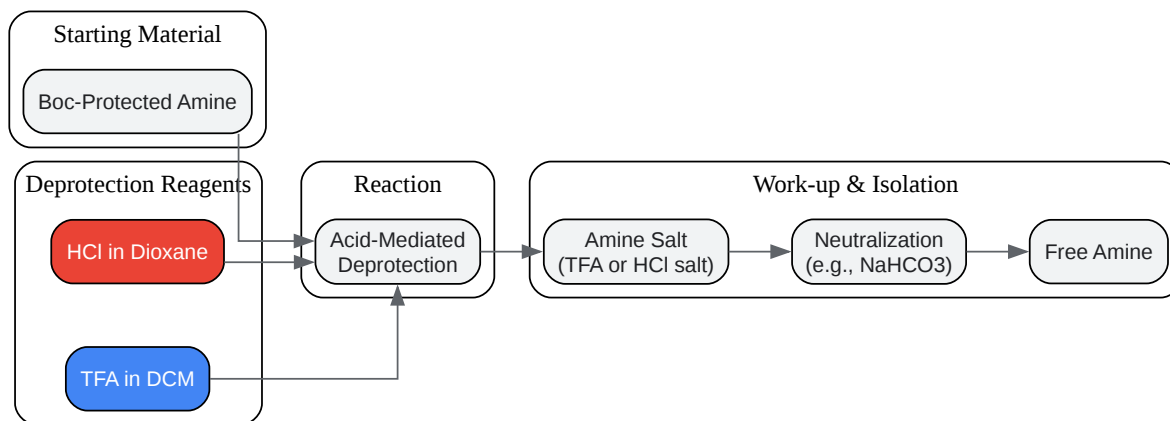 Starting Material
Boc-Protected Amine
Deprotection Reagents
HCl in Dioxane
TFA in DCM
Reaction
Acid-Mediated
Deprotection
Work-up & Isolation
Amine Salt
(TFA or HCl salt)
Neutralization
(e.g., NaHCO3)
Free Amine